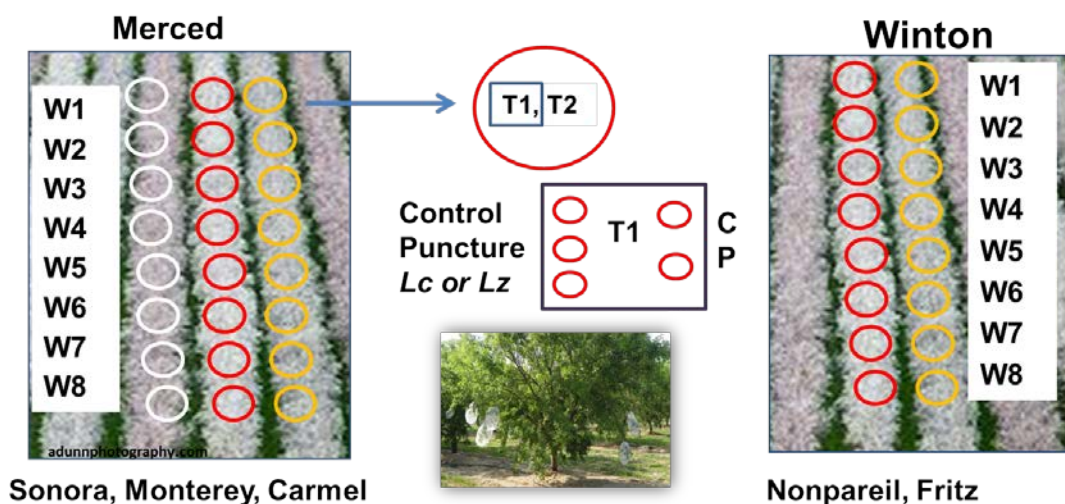 Merced
W1
W2
W3
W4
W5
W6
W7
W8
adunnphotography.com
Sonora, Monterey, Carmel
T1, T2
Control
Puncture
Lc or Lz
T1
C
P
Winton
W1
W2
W3
W4
W5
W6
W7
W8
Nonpareil, Fritz